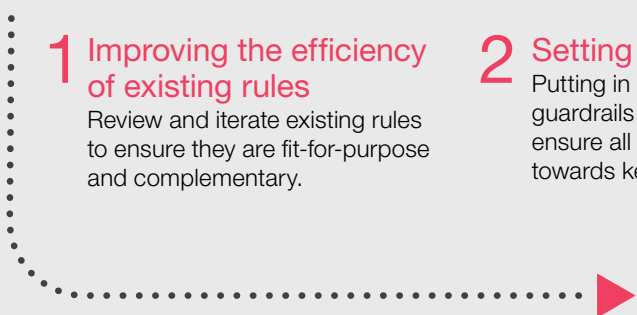 1 Improving the efficiency
of existing rules
Review and iterate existing rules
to ensure they are fit-for-purpose
and complementary.
2 Setting
Putting in
guardrails
ensure all
towards